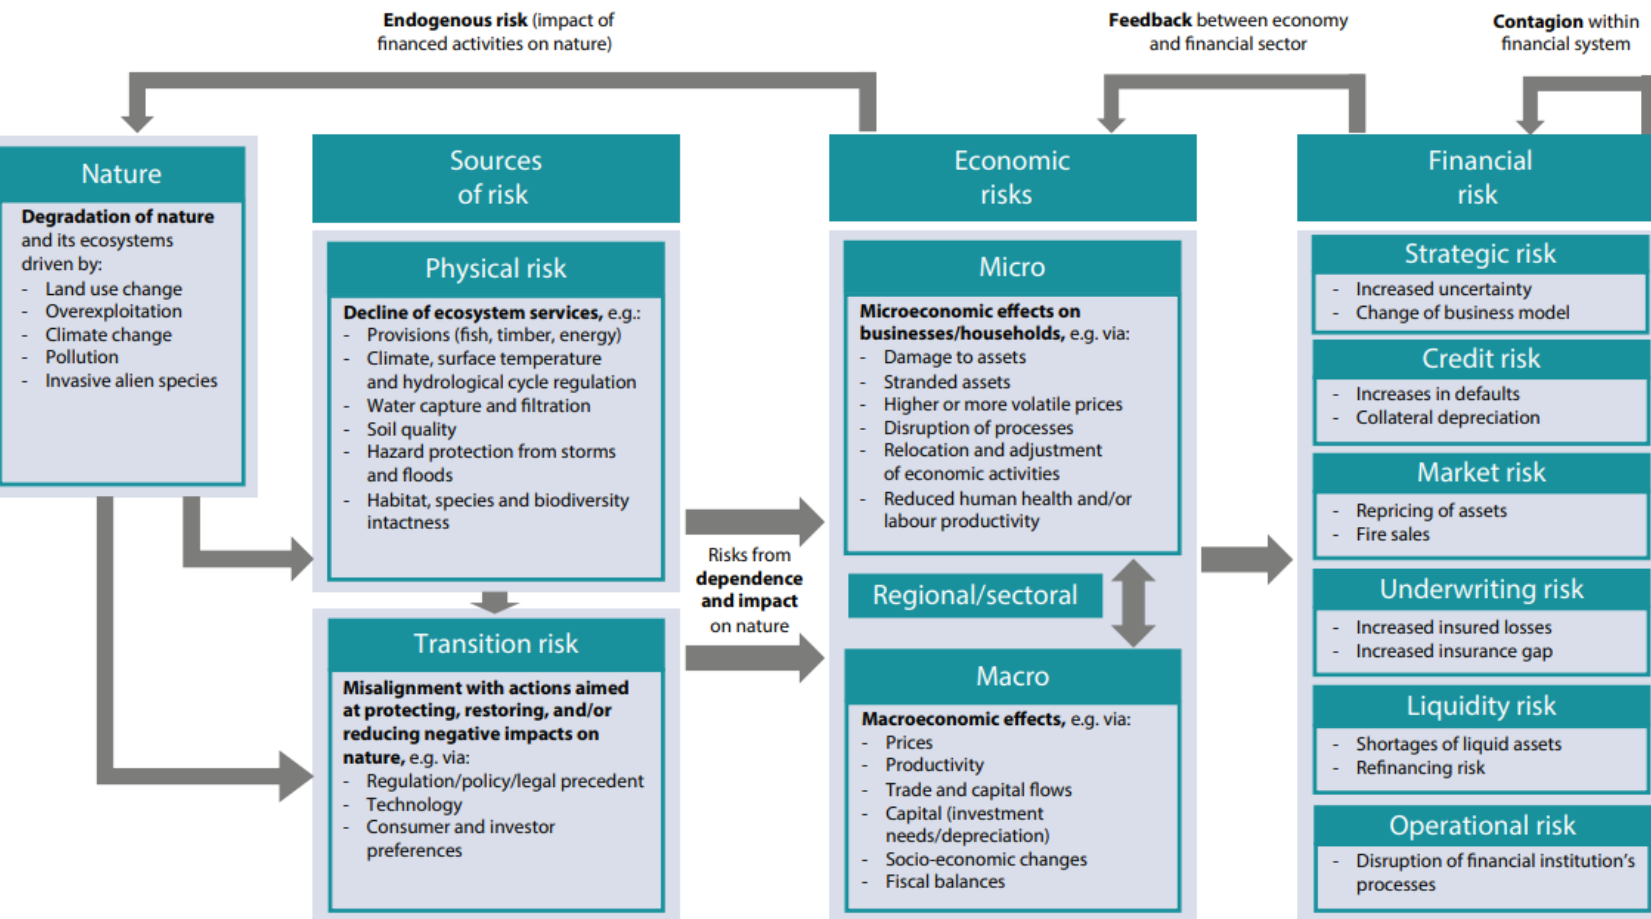 Endogenous risk (impact of
financed activities on nature)
Feedback between economy
and financial sector
Contagion within
financial system
Nature
Degradation of nature
and its ecosystems
driven by:
- Land use change
- Overexploitation
- Climate change
- Pollution
- Invasive alien species
Sources
of risk
Physical risk
Decline of ecosystem services, e.g.:
- Provisions (fish, timber, energy)
- Climate, surface temperature
and hydrological cycle regulation
- Water capture and filtration
- Soil quality
- Hazard protection from storms
and floods
- Habitat, species and biodiversity
intactness
Transition risk
Misalignment with actions aimed
at protecting, restoring, and/or
reducing negative impacts on
nature, e.g. via:
- Regulation/policy/legal precedent
- Technology
- Consumer and investor
preferences
Risks from
dependence
and impact
on nature
Economic
risks
Micro
Microeconomic effects on
businesses/households, e.g. via:
- Damage to assets
- Stranded assets
- Higher or more volatile prices
- Disruption of processes
- Relocation and adjustment
of economic activities
- Reduced human health and/or
labour productivity
Regional/sectoral
Macro
Macroeconomic effects, e.g. via:
- Prices
- Productivity
- Trade and capital flows
- Capital (investment
needs/depreciation)
- Socio-economic changes
- Fiscal balances
Financial
risk
Strategic risk
- Increased uncertainty
- Change of business model
Credit risk
- Increases in defaults
- Collateral depreciation
Market risk
- Repricing of assets
- Fire sales
Underwriting risk
- Increased insured losses
- Increased insurance gap
Liquidity risk
- Shortages of liquid assets
- Refinancing risk
Operational risk
- Disruption of financial institution's
processes